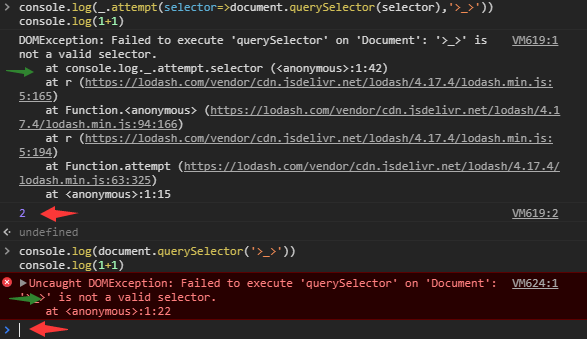 > console.log(_.attempt(selector=>document.querySelector(selector),'>_>'))
console.log(1+1)
DOMException: Failed to execute 'querySelector' on 'Document': '>_>' is VM619:1
not a valid selector.
at console.log._.attempt.selector (<anonymous>:1:42)
at r (https://lodash.com/vendor/cdn.jsdelivr.net/lodash/4.17.4/lodash.min.js:
5:165)
at Function.<anonymous> (https://lodash.com/vendor/cdn.jsdelivr.net/lodash/4.1
7.4/lodash.min.js:94:166)
at r (https://lodash.com/vendor/cdn.jsdelivr.net/lodash/4.17.4/lodash.min.js:
5:194)
at Function.attempt (https://lodash.com/vendor/cdn.jsdelivr.net/lodash/4.17.4/
lodash.min.js:63:325)
at <anonymous>:1:15
2 VM619:2
undefined
> console.log(document.querySelector('>_>'))
console.log(1+1)
Uncaught DOMException: Failed to execute 'querySelector' on 'Document': VM624:1
'>_>' is not a valid selector.
at <anonymous>:1:22
>